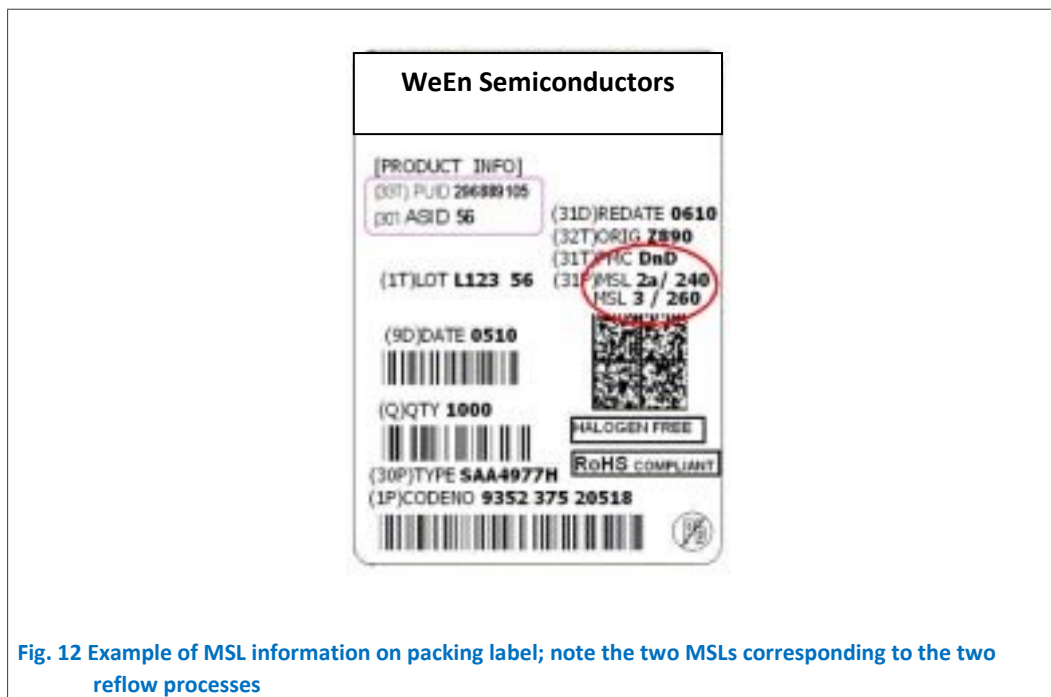 WeEn Semiconductors
[PRODUCT INFO]
(33T) PUID 296889105
(30T ASID 56
(31D)REDATE 0610
(32T)ORIG Z890
(31T)PMC DnD
(1T)LOT L123 56
(31P)MSL 2a/ 240
MSL 3 / 260
(9D)DATE 0510
(Q)QTY 1000
HALOGEN FREE
RoHS COMPLIANT
(30P)TYPE SAA4977H
(1P)CODENO 9352 375 20518
Fig. 12 Example of MSL information on packing label; note the two MSLs corresponding to the two
reflow processes